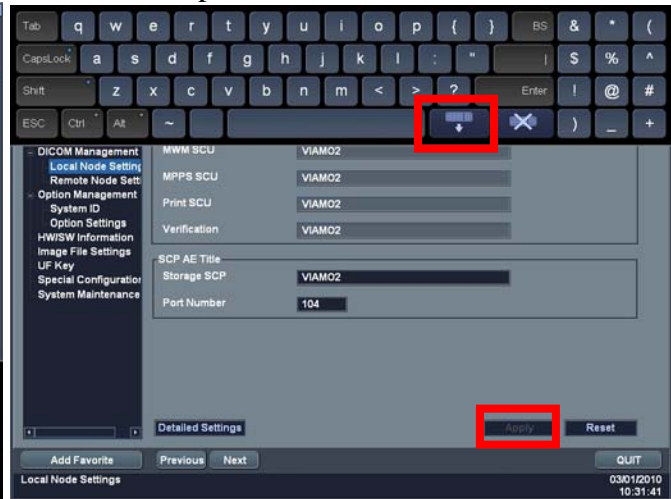 Tab q w e r t y u i o p { } BS & * (
CapsLock a s d f g h j k l : " | $ % ^
Shift z x c v b n m < > ? Enter ! @ #
ESC Ctrl Alt ~ ) _ +
DICOM Management
Local Node Setting
Remote Node Setti
Option Management
System ID
Option Settings
HW/SW Information
Image File Settings
UF Key
Special Configuration
System Maintenance
MWM SCU VIAMO2
MPPS SCU VIAMO2
Print SCU VIAMO2
Verification VIAMO2
SCP AE Title
Storage SCP VIAMO2
Port Number 104
Detailed Settings Apply Reset
Add Favorite Previous Next QUIT
Local Node Settings 03/01/2010
10:31:41